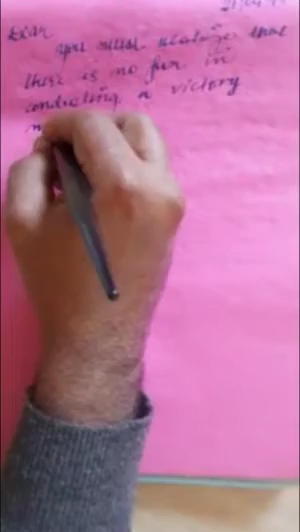 Dear
you must realize that
there is no fun in
conducting a victory